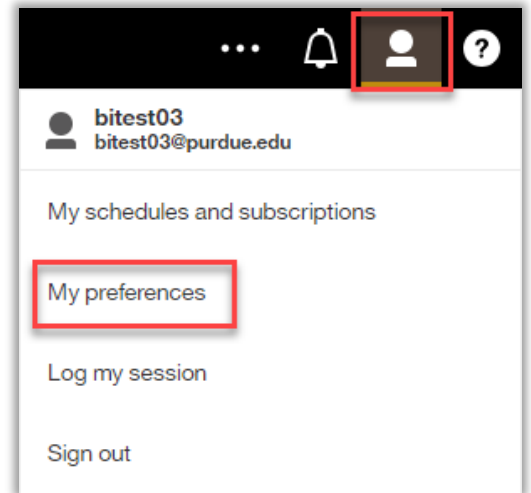 ...
?
bitest03
bitest03@purdue.edu
My schedules and subscriptions
My preferences
Log my session
Sign out